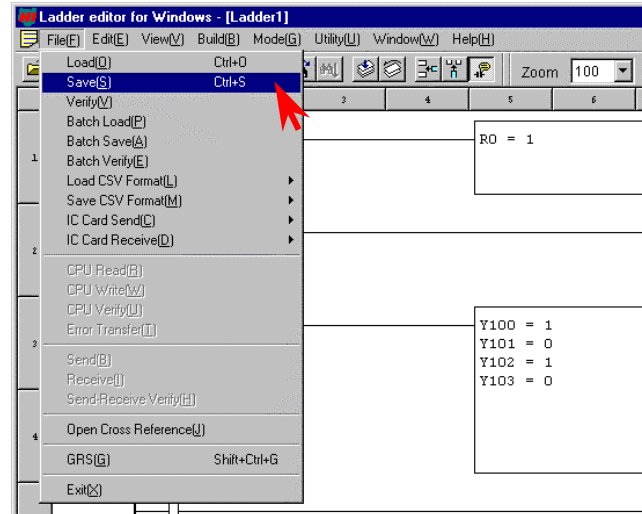 Ladder editor for Windows - [Ladder1]
File(F) Edit(E) View(V) Build(B) Mode(G) Utility(U) Window(W) Help(H)
Zoom 100
Load(O) Ctrl+O
Save(S) Ctrl+S
Verify(V)
Batch Load(P)
Batch Save(A)
Batch Verify(E)
Load CSV Format(L)
Save CSV Format(M)
IC Card Send(C)
IC Card Receive(D)
CPU Read(R)
CPU Write(W)
CPU Verify(U)
Error Transfer(T)
Send(B)
Receive(I)
Send-Receive Verify(H)
Open Cross Reference(J)
GRS(G) Shift+Ctrl+G
Exit(X)
3 4 5 6
1
2
3
4
R0 = 1
Y100 = 1
Y101 = 0
Y102 = 1
Y103 = 0